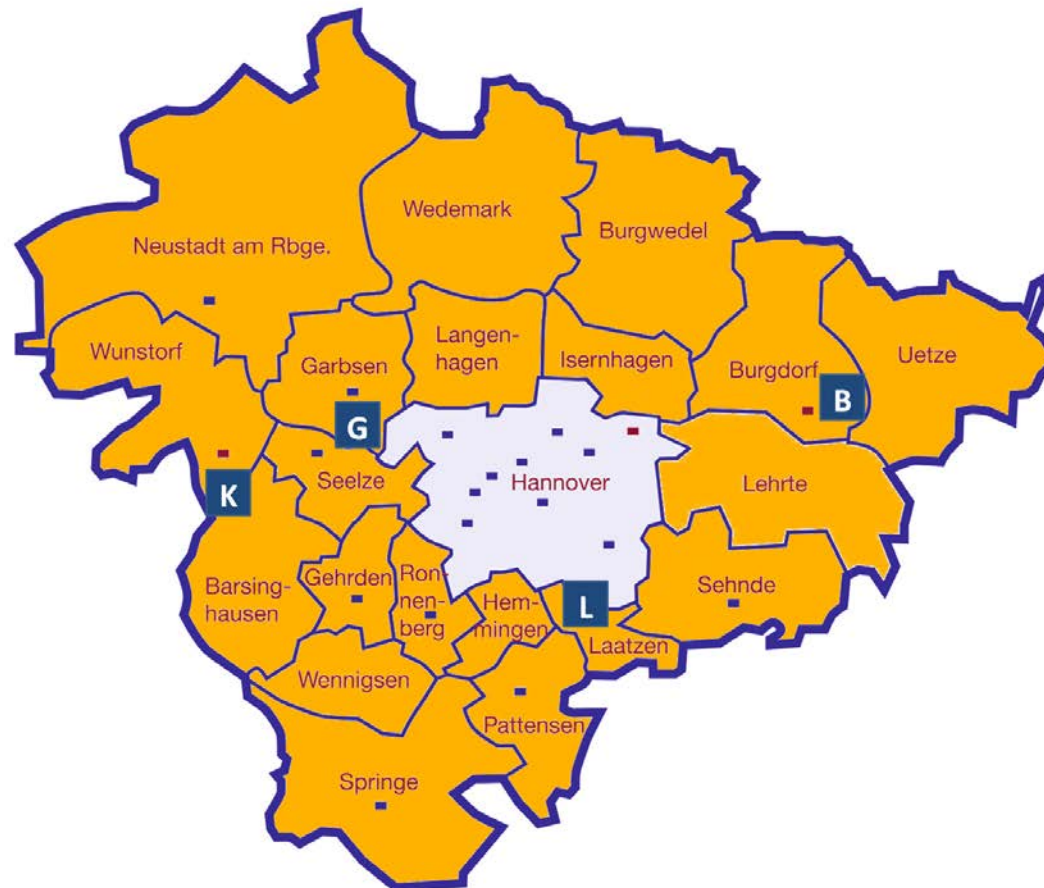 Wedemark
Burgwedel
Neustadt am Rbge.
Wunstorf
Garbsen
Langen-
hagen
Isernhagen
Burgdorf
Uetze
B
G
K
Seelze
Hannover
Lehrte
Barsing-
hausen
Gehrden
Ron-
nen-
berg
Hem-
mingen
L
Laatzen
Sehnde
Wennigsen
Pattensen
Springe